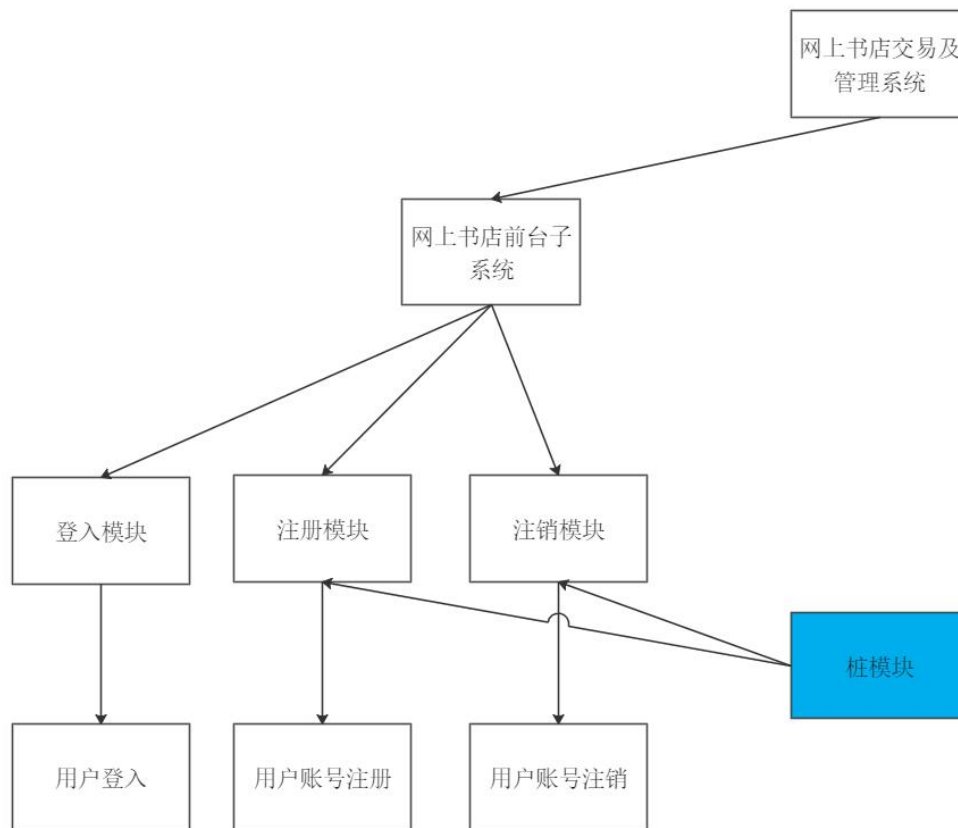 网上书店交易及
管理系统
网上书店前台子
系统
登入模块
注册模块
注销模块
桩模块
用户登入
用户账号注册
用户账号注销